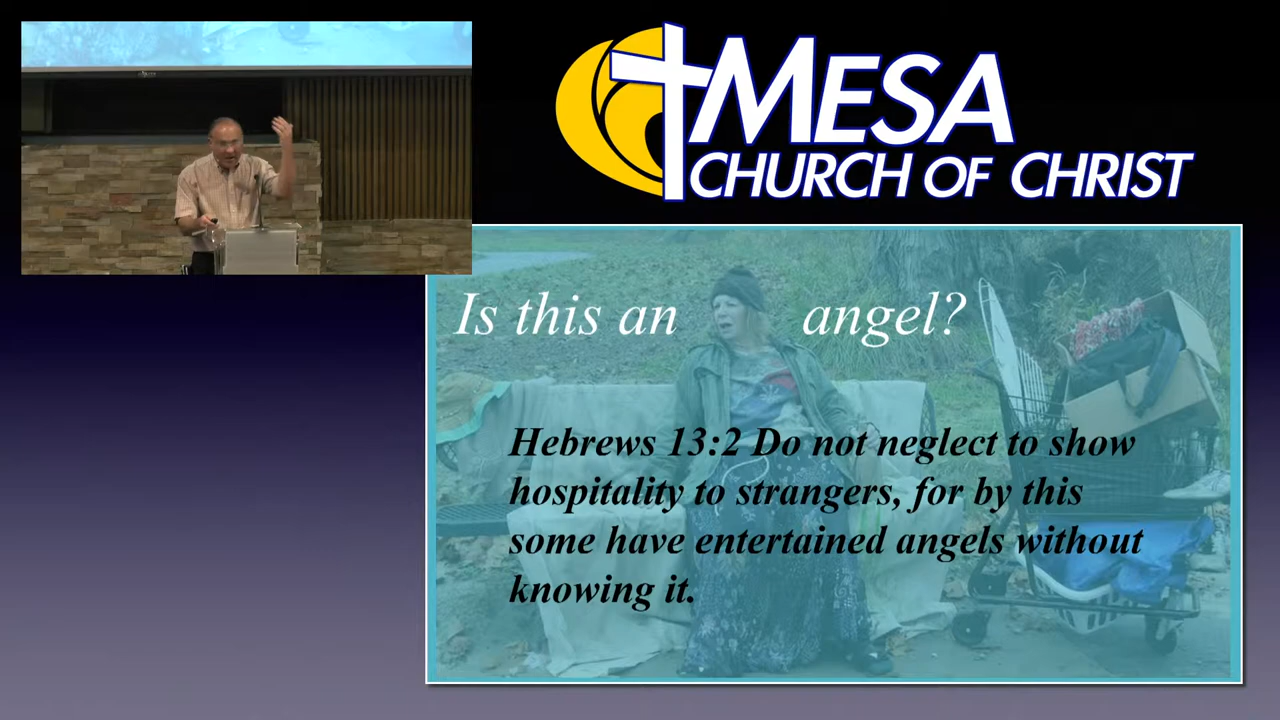 MESA
CHURCH OF CHRIST
Is this an angel?
Hebrews 13:2 Do not neglect to show
hospitality to strangers, for by this
some have entertained angels without
knowing it.